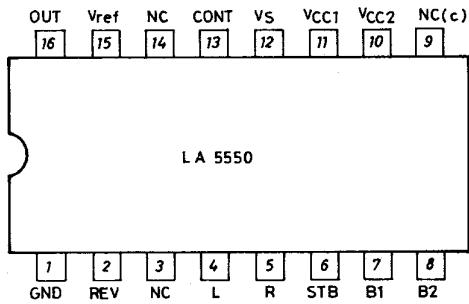 OUT Vref NC CONT VS VCC1 VCC2 NC(c)
16 15 14 13 12 11 10 9
LA 5550
1 2 3 4 5 6 7 8
GND REV NC L R STB B1 B2